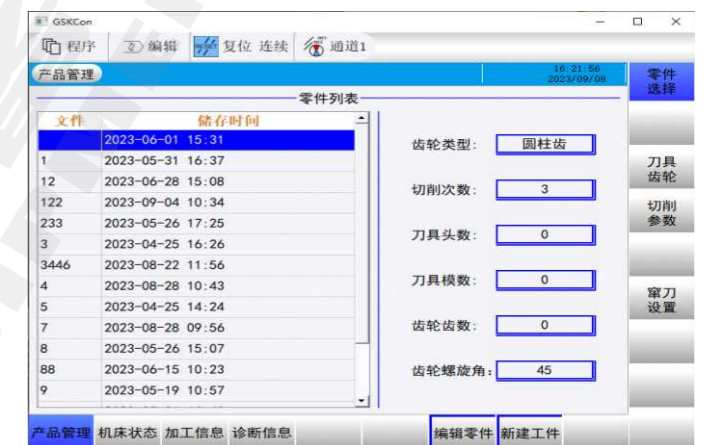 GSKCon
程序 编辑 复位 连续 通道1
产品管理
16:21:56
2023/09/08
零件
选择
零件列表
文件 储存时间
2023-06-01 15:31
1 2023-05-31 16:37
12 2023-06-28 15:08
122 2023-09-04 10:34
233 2023-05-26 17:25
3 2023-04-25 16:26
3446 2023-08-22 11:56
4 2023-08-28 10:43
5 2023-04-25 14:24
7 2023-08-28 09:56
8 2023-05-26 15:07
88 2023-06-15 10:23
9 2023-05-19 10:57
齿轮类型: 圆柱齿
切削次数: 3
刀具头数: 0
刀具模数: 0
齿轮齿数: 0
齿轮螺旋角: 45
刀具
齿轮
切削
参数
窜刀
设置
产品管理 机床状态 加工信息 诊断信息 编辑零件 新建工件